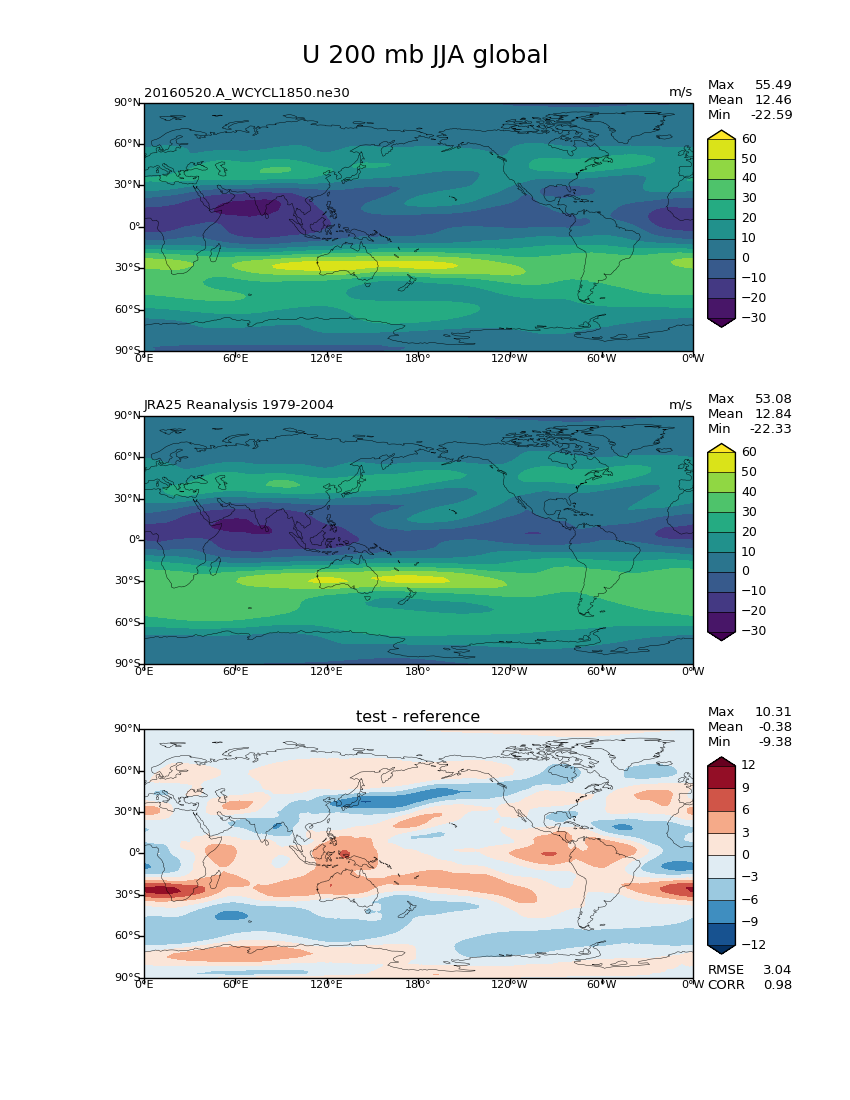 U 200 mb JJA global
20160520.A_WCYCL1850.ne30
m/s
Max 55.49
Mean 12.46
Min -22.59
90°N
60°N
30°N
0°
30°S
60°S
90°S
0°E 60°E 120°E 180° 120°W 60°W 0°W
60
50
40
30
20
10
0
−10
−20
−30
JRA25 Reanalysis 1979-2004
m/s
Max 53.08
Mean 12.84
Min -22.33
90°N
60°N
30°N
0°
30°S
60°S
90°S
0°E 60°E 120°E 180° 120°W 60°W 0°W
60
50
40
30
20
10
0
−10
−20
−30
test - reference
Max 10.31
Mean -0.38
Min -9.38
90°N
60°N
30°N
0°
30°S
60°S
90°S
0°E 60°E 120°E 180° 120°W 60°W 0°W
12
9
6
3
0
−3
−6
−9
−12
RMSE 3.04
CORR 0.98